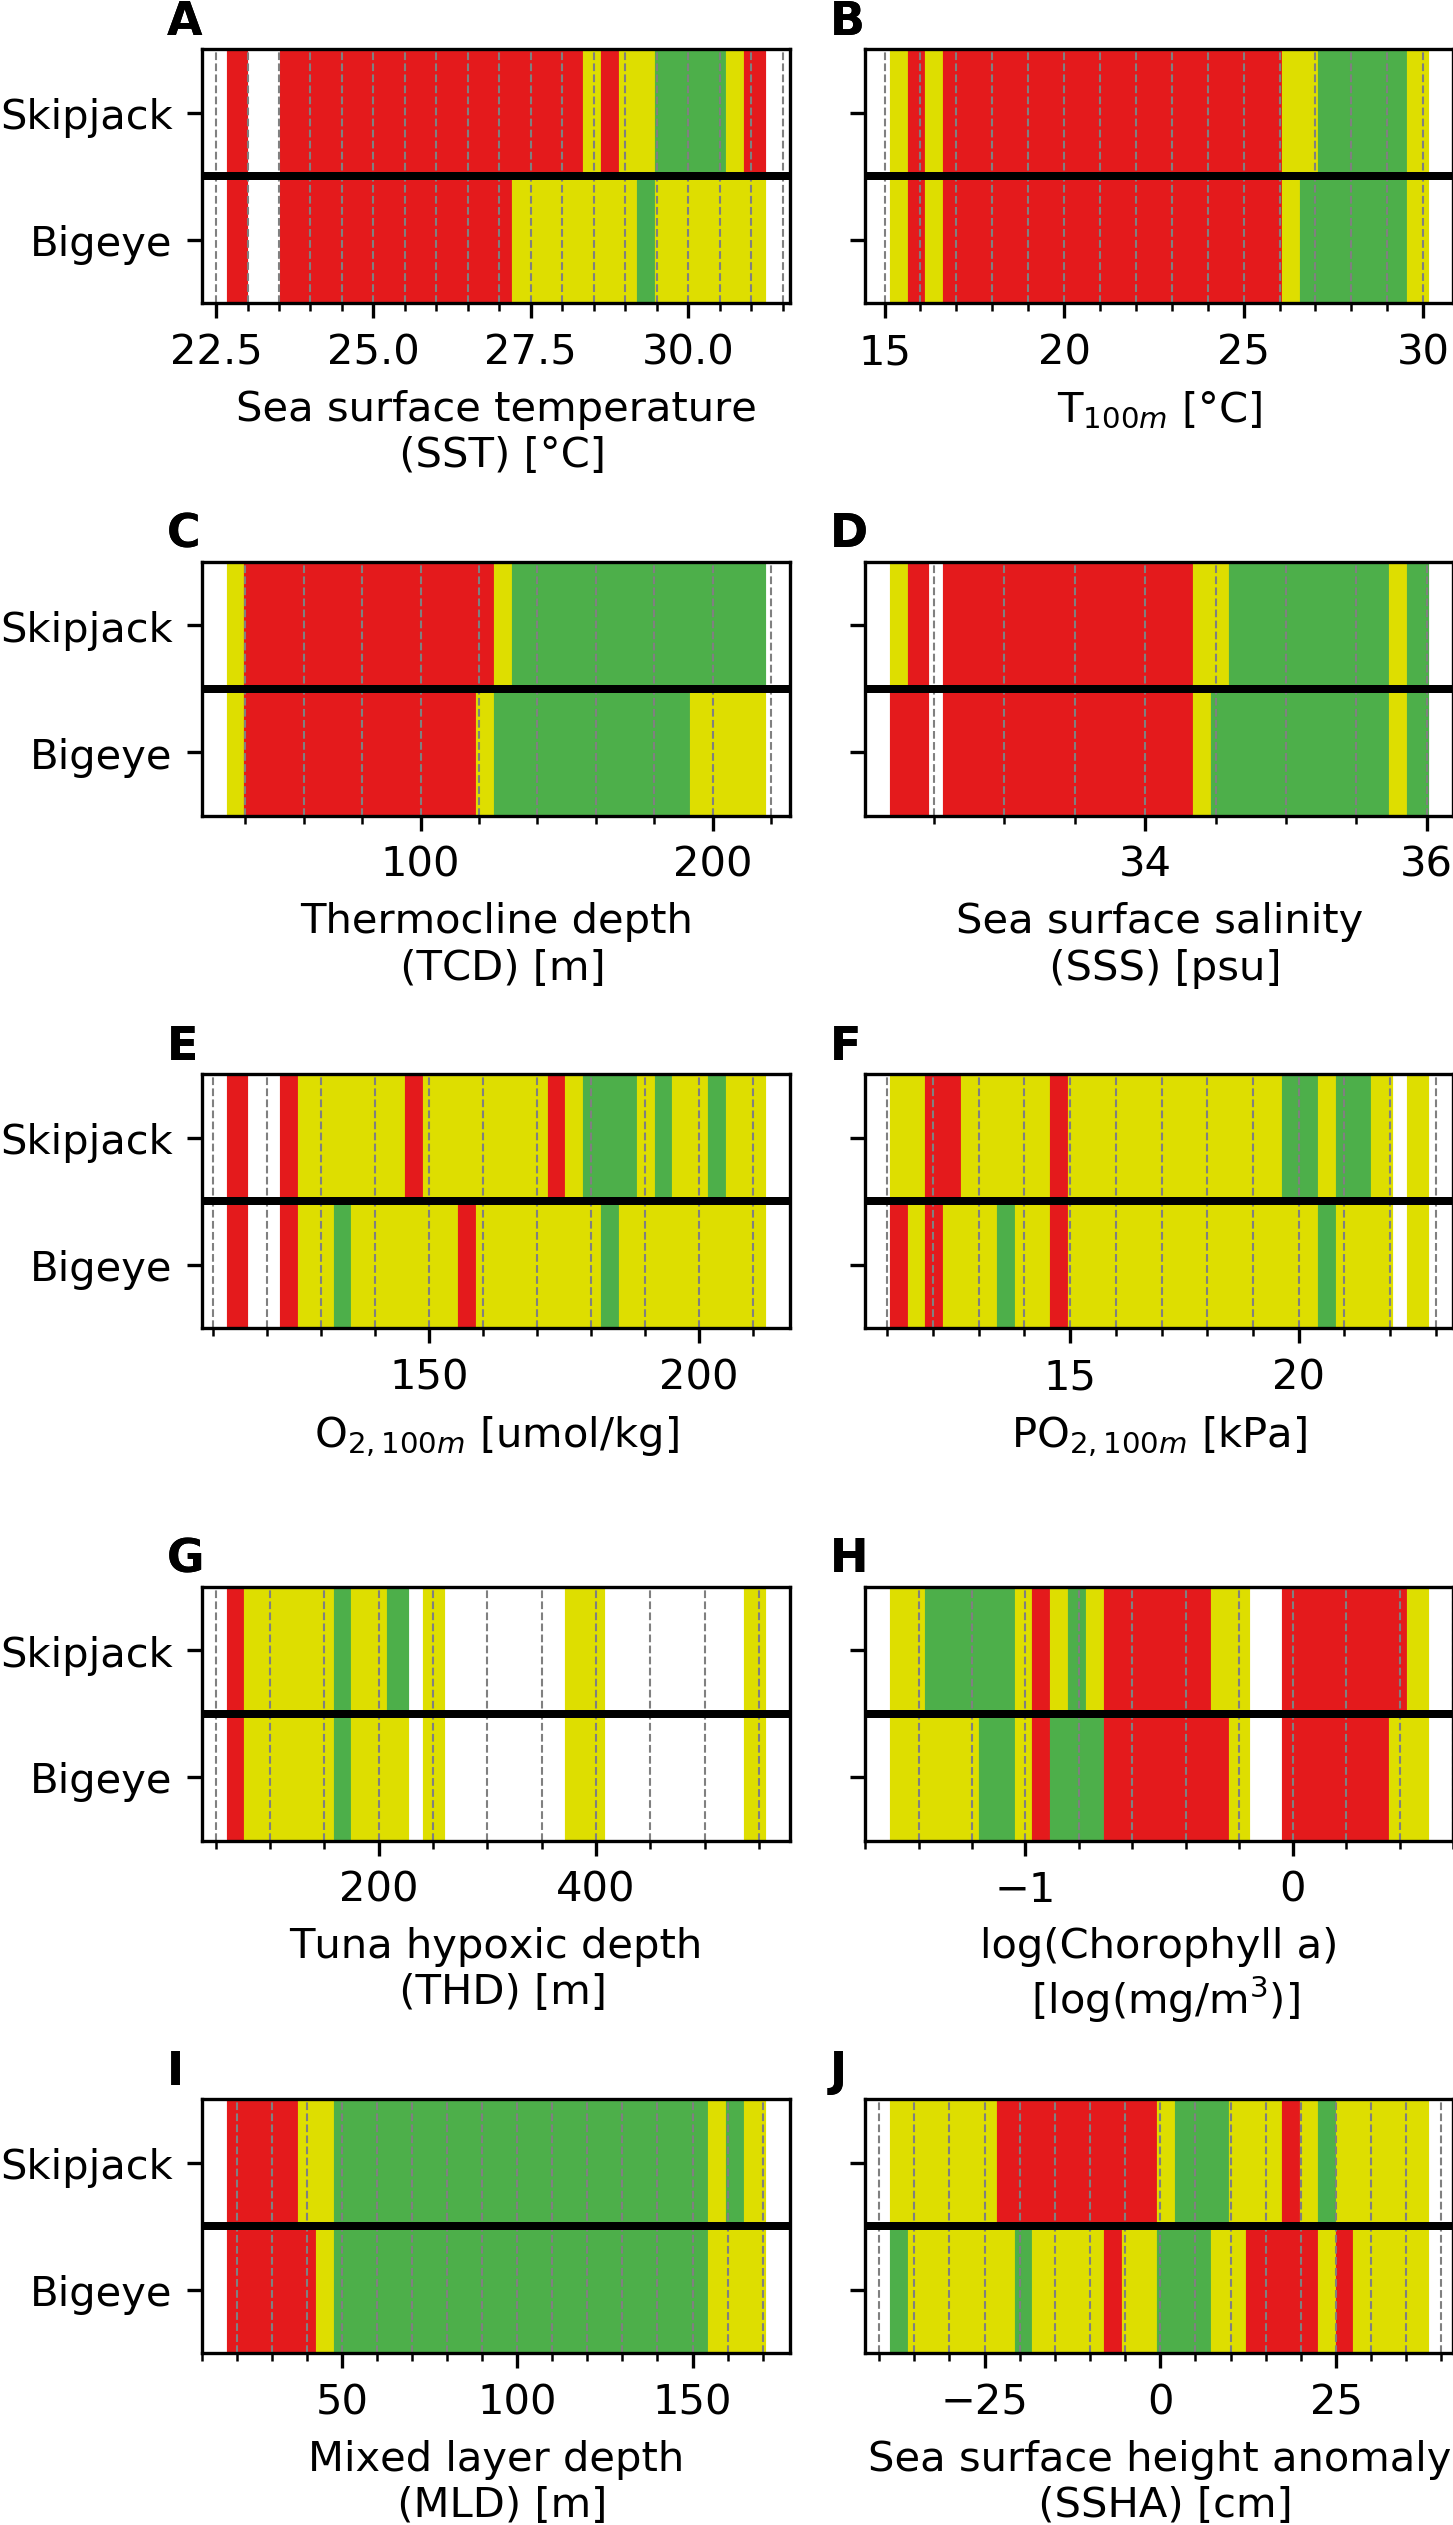 A
B
Skipjack
Bigeye
22.5 25.0 27.5 30.0
15 20 25 30
Sea surface temperature
(SST) [°C]
T100m [°C]
C
D
Skipjack
Bigeye
100 200
34 36
Thermocline depth
(TCD) [m]
Sea surface salinity
(SSS) [psu]
E
F
Skipjack
Bigeye
150 200
15 20
O2,100m [umol/kg]
PO2,100m [kPa]
G
H
Skipjack
Bigeye
200 400
−1 0
Tuna hypoxic depth
(THD) [m]
log(Chorophyll a)
[log(mg/m³)]
I
J
Skipjack
Bigeye
50 100 150
−25 0 25
Mixed layer depth
(MLD) [m]
Sea surface height anomaly
(SSHA) [cm]